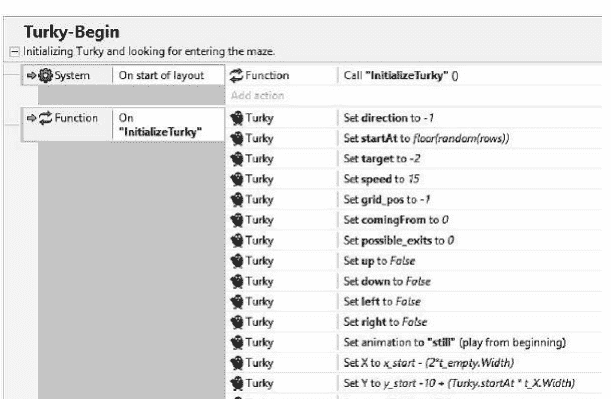 Turky-Begin
Initializing Turky and looking for entering the maze.
System On start of layout Function Call "InitializeTurky" ()
Add action
Function On "InitializeTurky" Turky Set direction to -1
Turky Set startAt to floor(random(rows))
Turky Set target to -2
Turky Set speed to 15
Turky Set grid_pos to -1
Turky Set comingFrom to 0
Turky Set possible_exits to 0
Turky Set up to False
Turky Set down to False
Turky Set left to False
Turky Set right to False
Turky Set animation to "still" (play from beginning)
Turky Set X to x_start - (2*t_empty.Width)
Turky Set Y to y_start -10 + (Turky.startAt * t_X.Width)